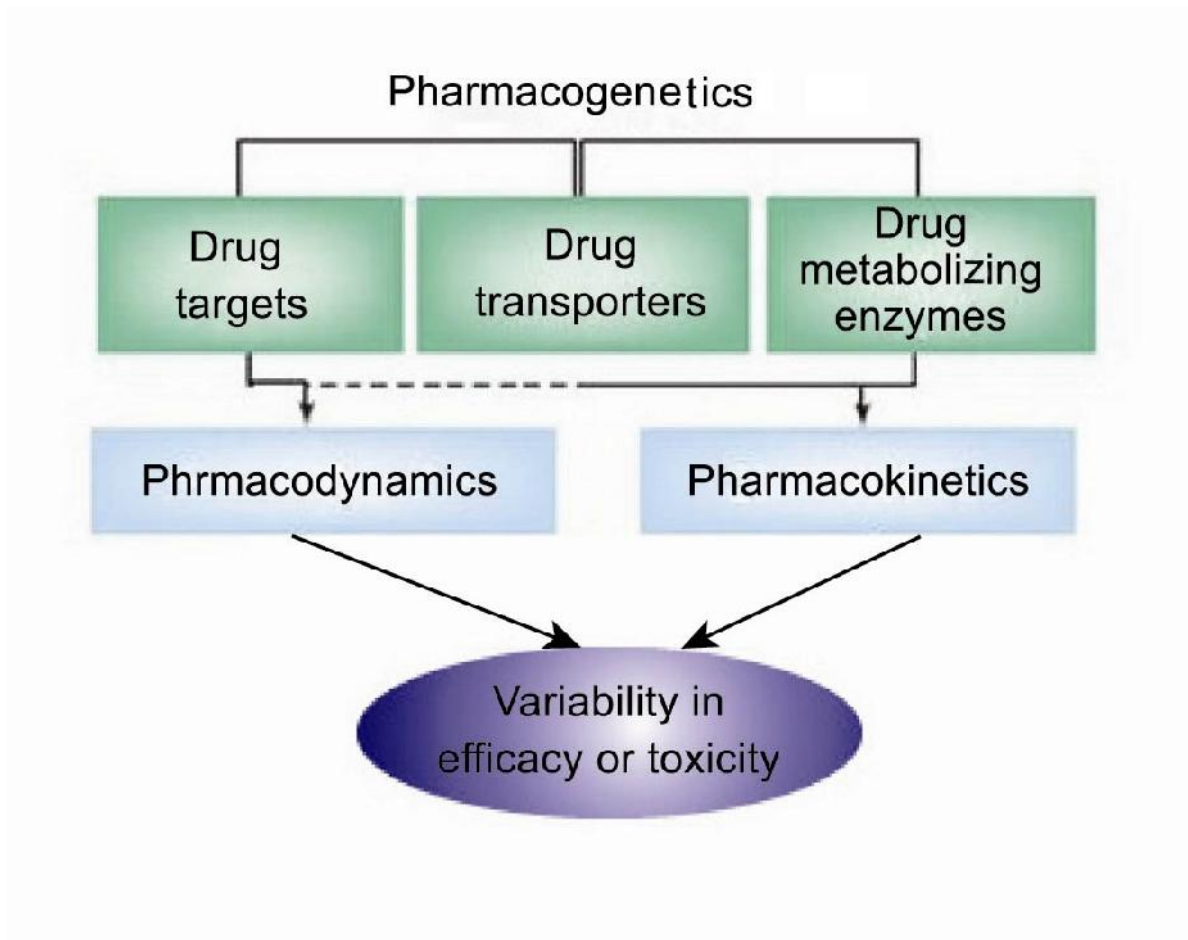 Pharmacogenetics
Drug
targets
Drug
transporters
Drug
metabolizing
enzymes
Phrmacodynamics
Pharmacokinetics
Variability in
efficacy or toxicity